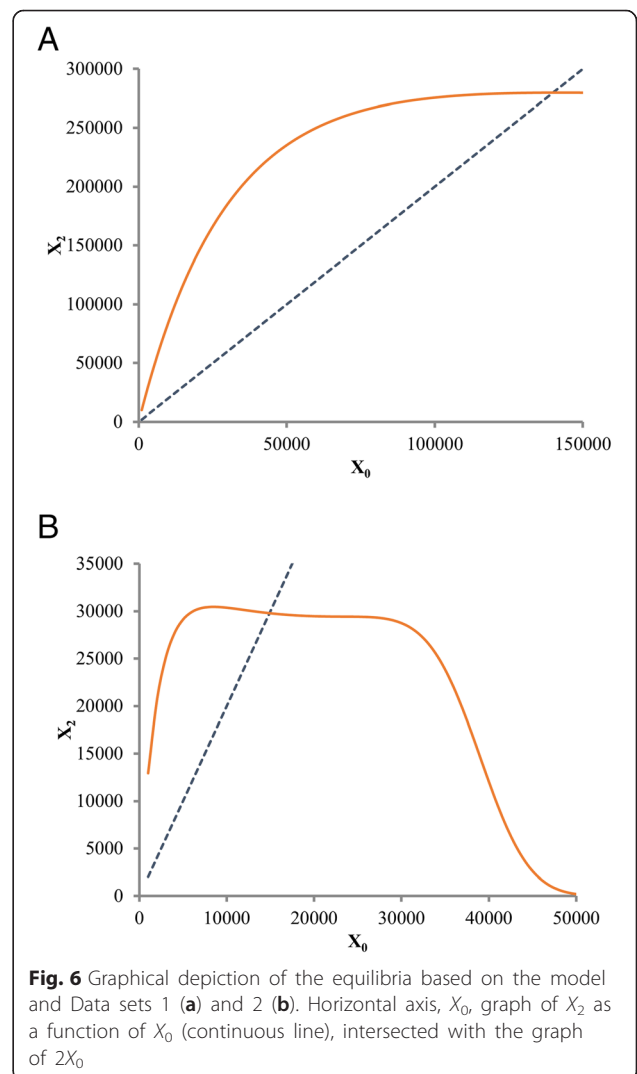 A
300000
250000
200000
150000
100000
50000
0
X₂
0 50000 100000 150000
X₀
B
35000
30000
25000
20000
15000
10000
5000
0
X₂
0 10000 20000 30000 40000 50000
X₀
Fig. 6 Graphical depiction of the equilibria based on the model
and Data sets 1 (a) and 2 (b). Horizontal axis, X₀, graph of X₂ as
a function of X₀ (continuous line), intersected with the graph
of 2X₀